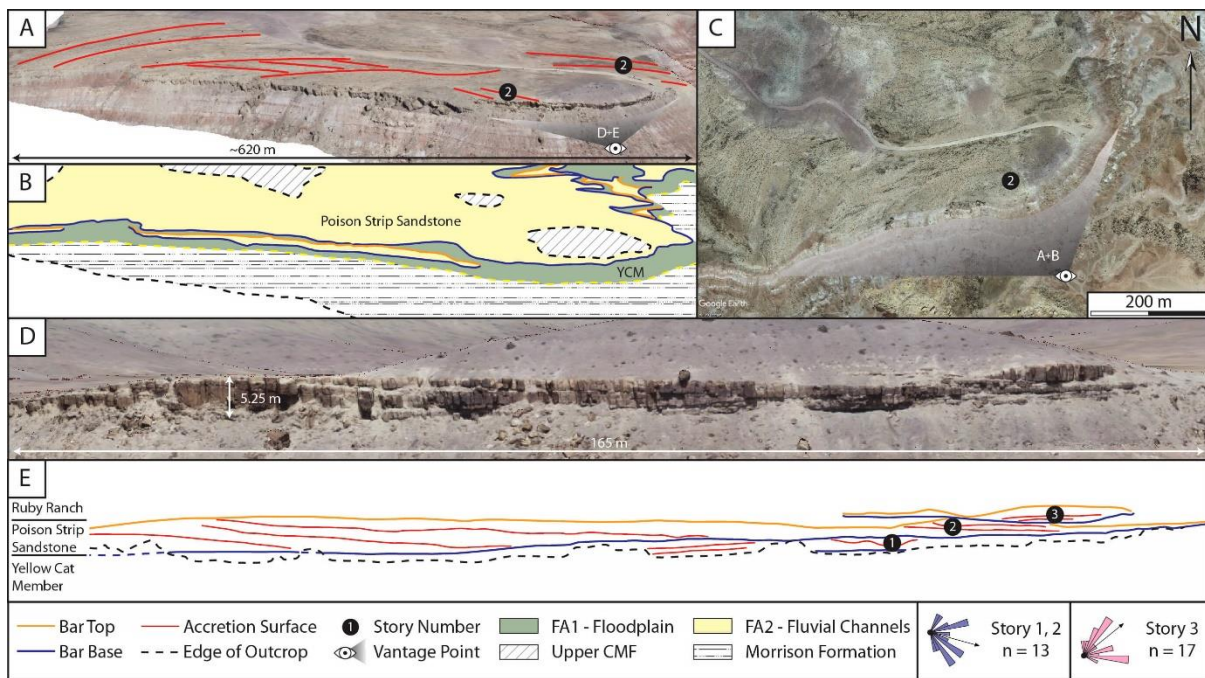 A
2
2
D+E
~620 m
B
Poison Strip Sandstone
YCM
C
N
2
A+B
Google Earth
200 m
D
5.25 m
165 m
E
Ruby Ranch
Poison Strip
Sandstone
Yellow Cat
Member
3
2
1
Bar Top
Accretion Surface
1 Story Number
FA1 - Floodplain
FA2 - Fluvial Channels
Bar Base
Edge of Outcrop
Vantage Point
Upper CMF
Morrison Formation
Story 1, 2
n = 13
Story 3
n = 17